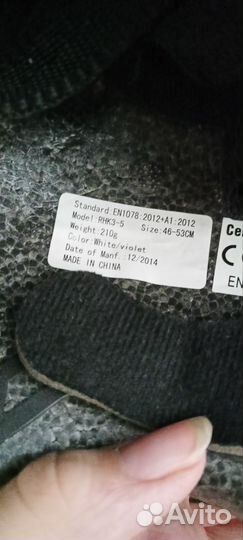 Standard:EN1078:2012+A1:2012
Model:RHK3-5 Size:46-53CM
Weight:210g
Color:White/violet
Date of Manf.:12/2014
MADE IN CHINA
Ce
CE
EN
Avito